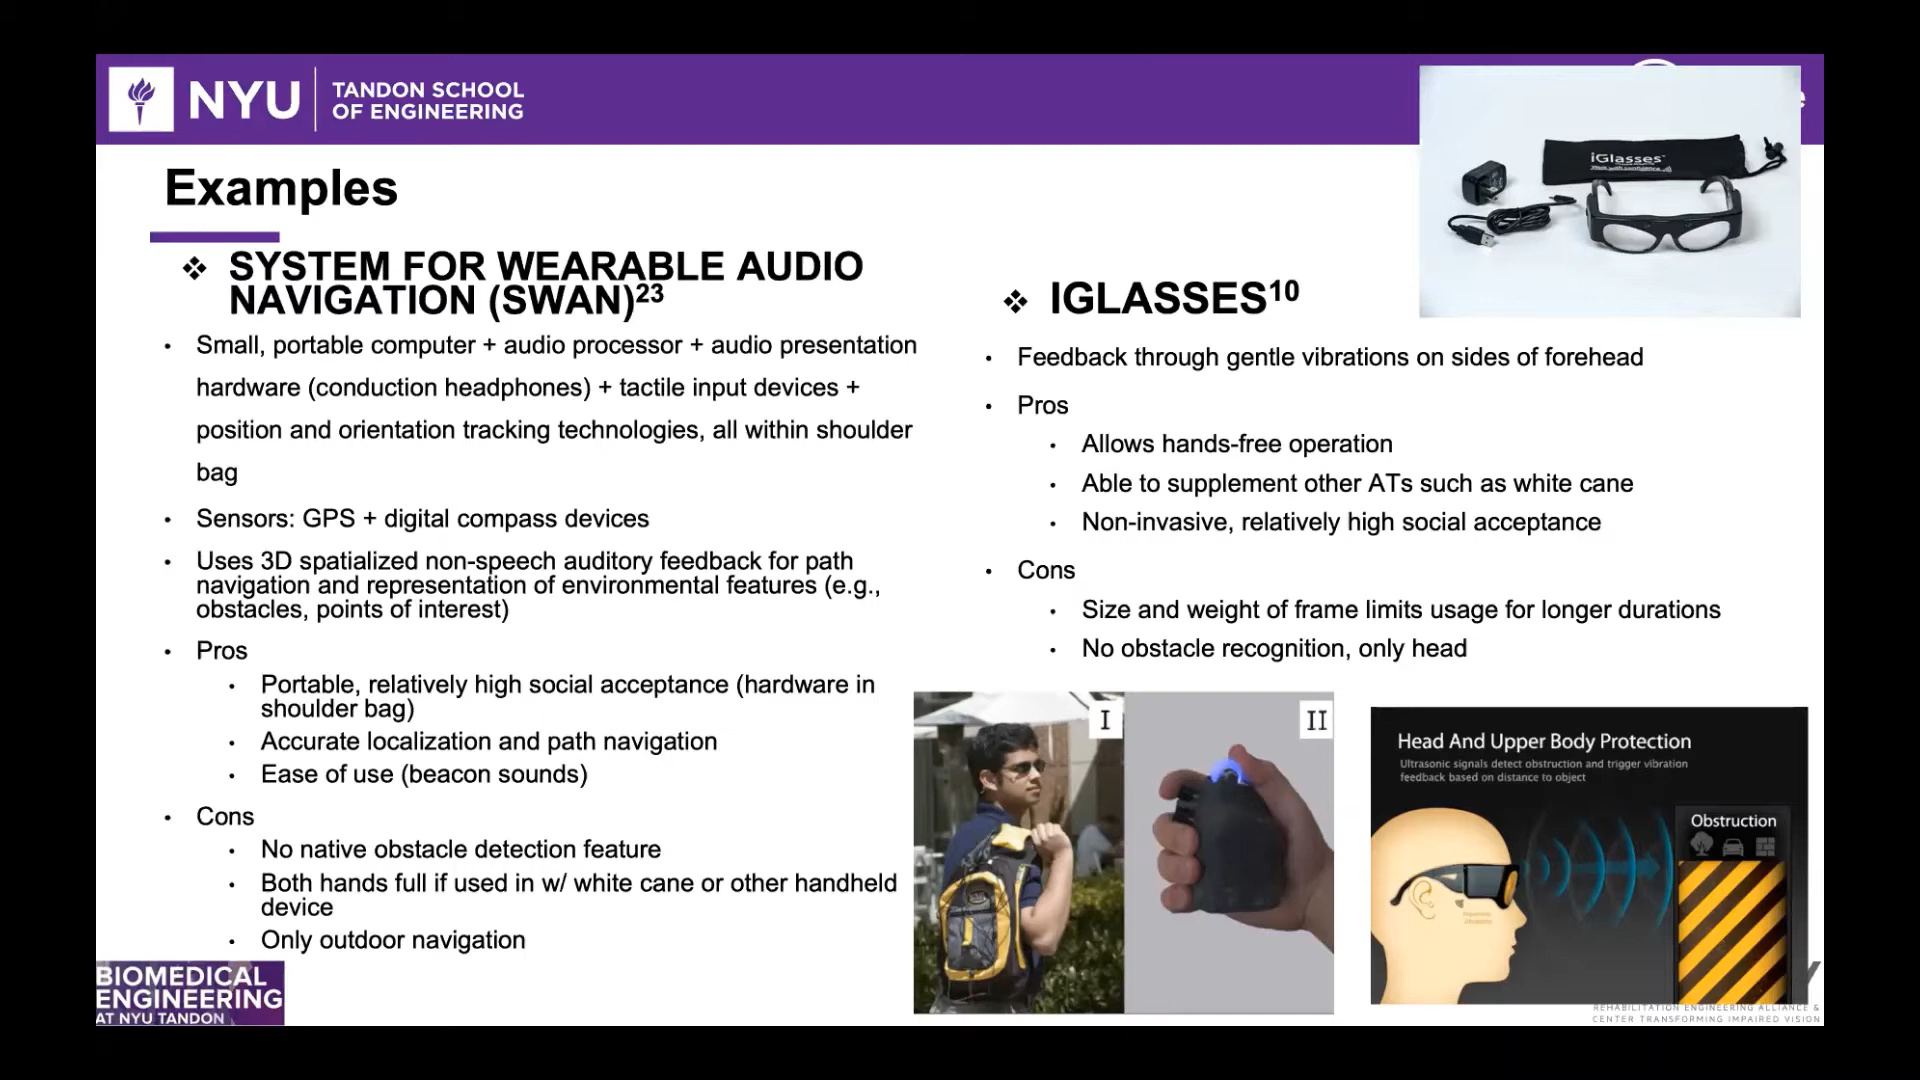 NYU
TANDON SCHOOL
OF ENGINEERING
Examples
❖ SYSTEM FOR WEARABLE AUDIO
NAVIGATION (SWAN)23
• Small, portable computer + audio processor + audio presentation
hardware (conduction headphones) + tactile input devices +
position and orientation tracking technologies, all within shoulder
bag
• Sensors: GPS + digital compass devices
• Uses 3D spatialized non-speech auditory feedback for path
navigation and representation of environmental features (e.g.,
obstacles, points of interest)
• Pros
• Portable, relatively high social acceptance (hardware in
shoulder bag)
• Accurate localization and path navigation
• Ease of use (beacon sounds)
• Cons
• No native obstacle detection feature
• Both hands full if used in w/ white cane or other handheld
device
• Only outdoor navigation
❖ IGLASSES10
• Feedback through gentle vibrations on sides of forehead
• Pros
• Allows hands-free operation
• Able to supplement other ATs such as white cane
• Non-invasive, relatively high social acceptance
• Cons
• Size and weight of frame limits usage for longer durations
• No obstacle recognition, only head
iGlasses
I
II
Head And Upper Body Protection
Ultrasonic signals detect obstruction and trigger vibration
feedback based on distance to object
Obstruction
BIOMEDICAL
ENGINEERING
AT NYU TANDON
REHABILITATION ENGINEERING ALLIANCE &
CENTER TRANSFORMING IMPAIRED VISION